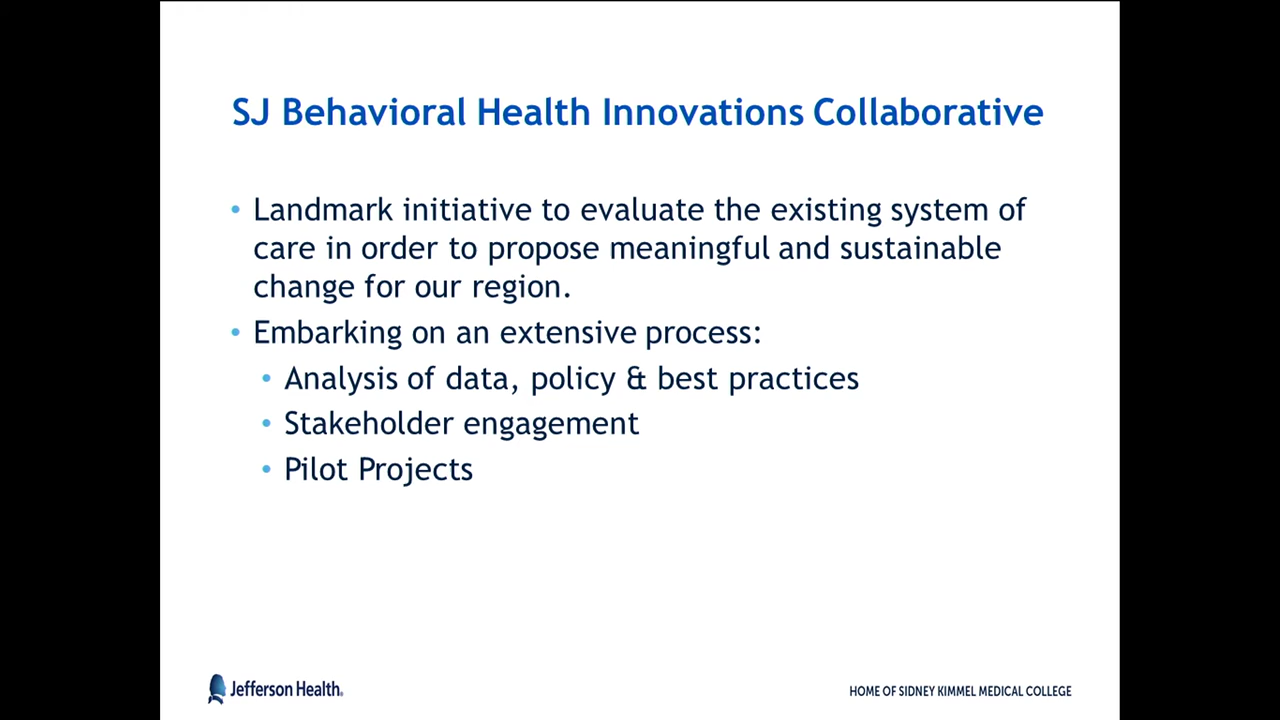 SJ Behavioral Health Innovations Collaborative
• Landmark initiative to evaluate the existing system of
care in order to propose meaningful and sustainable
change for our region.
• Embarking on an extensive process:
• Analysis of data, policy & best practices
• Stakeholder engagement
• Pilot Projects
Jefferson Health®
HOME OF SIDNEY KIMMEL MEDICAL COLLEGE